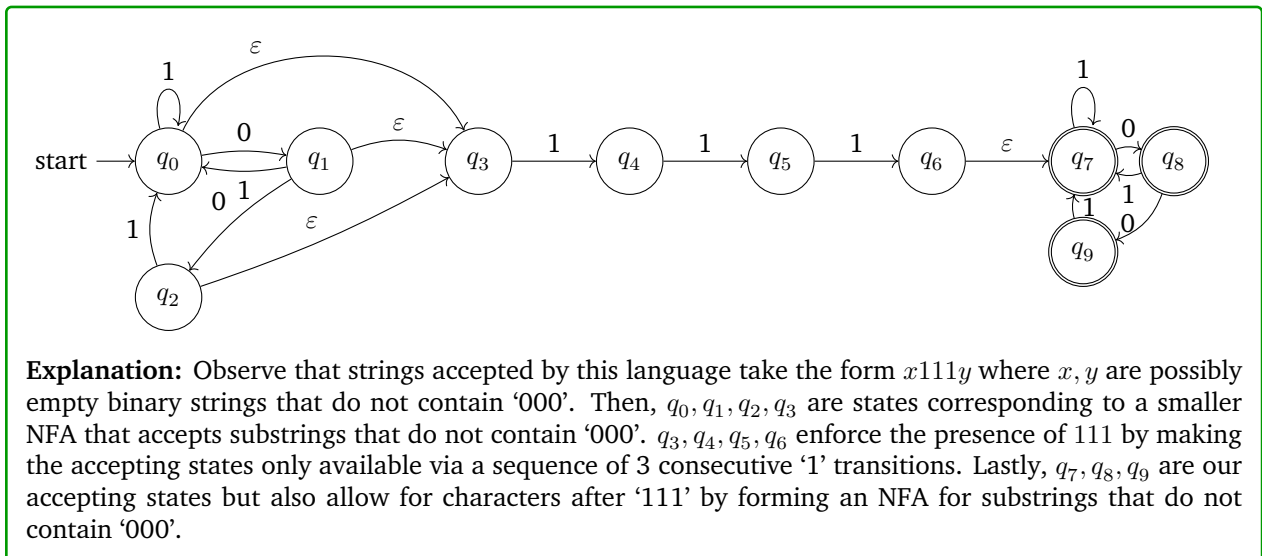 ε
1
0
ε
1
0
start
q0
q1
q3
1
q4
1
q5
1
q6
ε
q7
q8
0
1
1
1
0
ε
1
q9
q2
Explanation: Observe that strings accepted by this language take the form x111y where x, y are possibly
empty binary strings that do not contain ‘000’. Then, q0, q1, q2, q3 are states corresponding to a smaller
NFA that accepts substrings that do not contain ‘000’. q3, q4, q5, q6 enforce the presence of 111 by making
the accepting states only available via a sequence of 3 consecutive ‘1’ transitions. Lastly, q7, q8, q9 are our
accepting states but also allow for characters after ‘111’ by forming an NFA for substrings that do not
contain ‘000’.